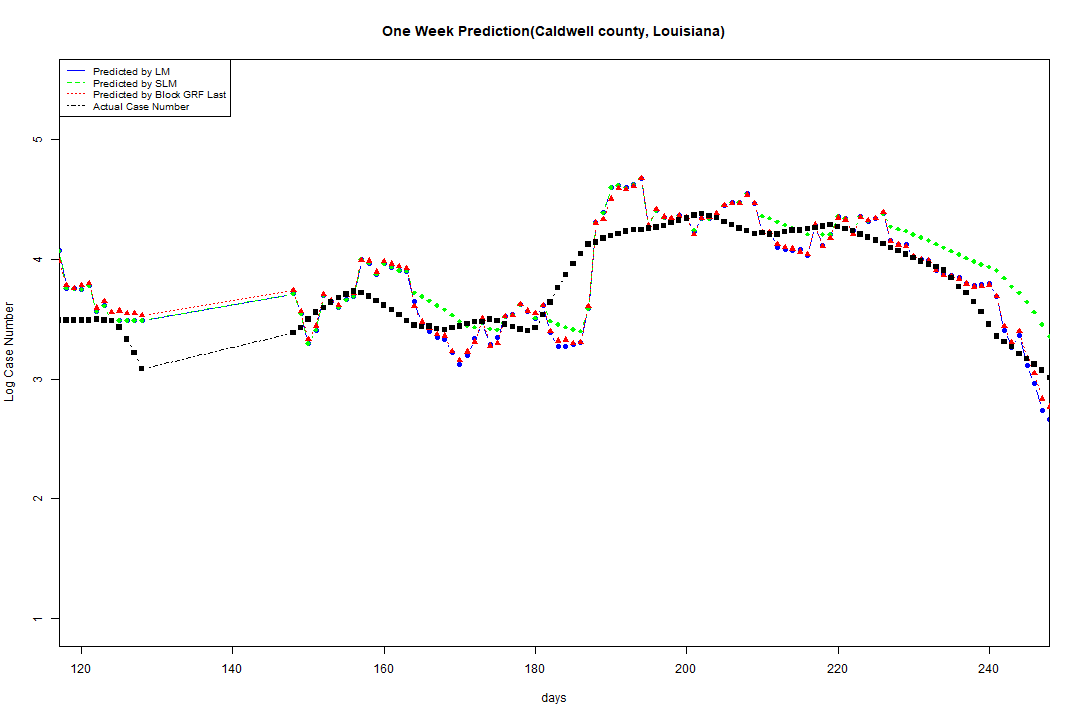 One Week Prediction(Caldwell county, Louisiana)
Predicted by LM
Predicted by SLM
Predicted by Block GRF Last
Actual Case Number
Log Case Number
5
4
3
2
1
120 140 160 180 200 220 240
days